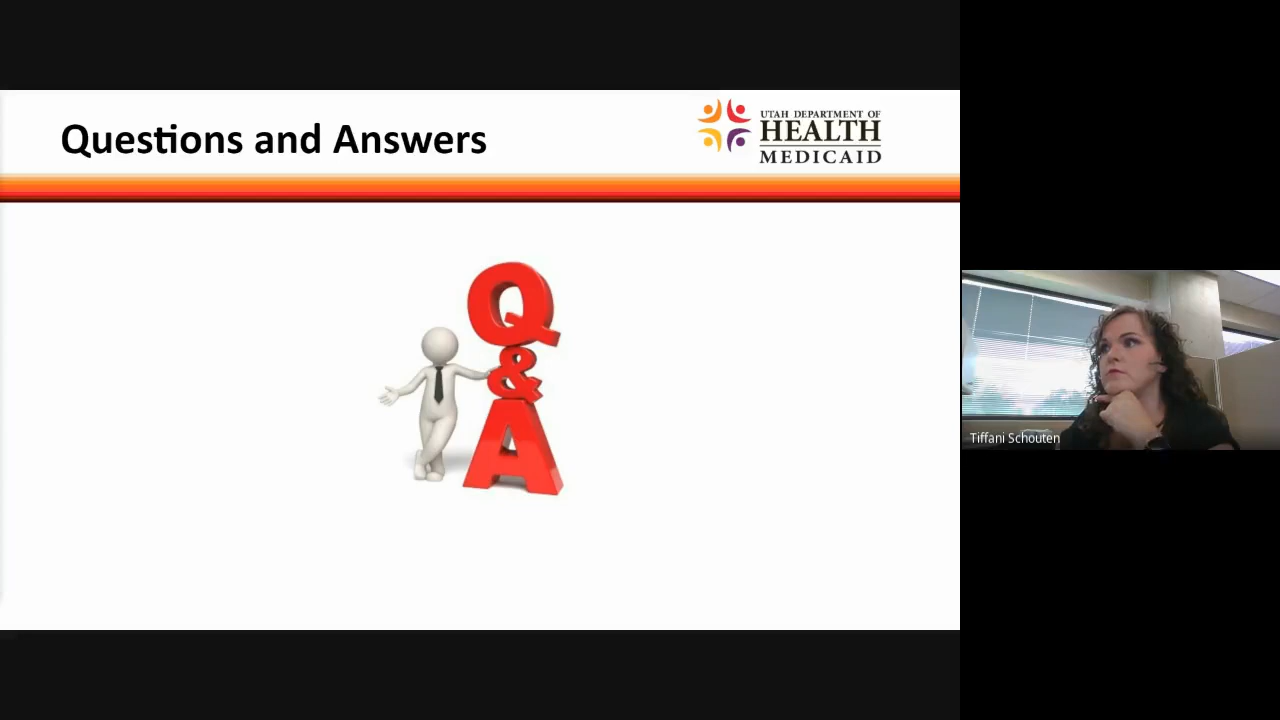 Questions and Answers
UTAH DEPARTMENT OF
HEALTH
MEDICAID
Q
&
A
Tiffani Schouten